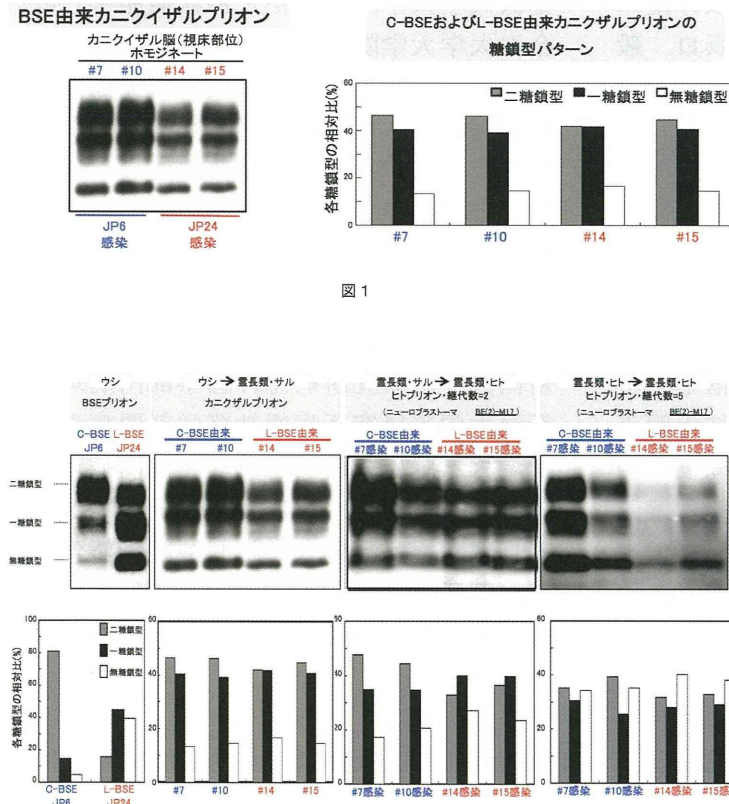 BSE由来カニクイザルプリオン
カニクイザル脳(視床部位)
ホモジネート
#7 #10 #14 #15
JP6
感染
JP24
感染
C-BSEおよびL-BSE由来カニクザルプリオンの
糖鎖型パターン
各糖鎖型の相対比(%)
60
40
20
0
二糖鎖型 一糖鎖型 無糖鎖型
#7 #10 #14 #15
図1
ウシ
BSEプリオン
C-BSE L-BSE
JP6 JP24
ウシ → 霊長類・サル
カニクザルプリオン
C-BSE由来 L-BSE由来
#7 #10 #14 #15
霊長類・サル → 霊長類・ヒト
ヒトプリオン・継代数=2
(ニューロブラストーマ BE(2)-M17)
C-BSE由来 L-BSE由来
#7感染 #10感染 #14感染 #15感染
霊長類・ヒト → 霊長類・ヒト
ヒトプリオン・継代数=5
(ニューロブラストーマ BE(2)-M17)
C-BSE由来 L-BSE由来
#7感染 #10感染 #14感染 #15感染
二糖鎖型
一糖鎖型
無糖鎖型
各糖鎖型の相対比(%)
100
80
60
40
20
0
二糖鎖型
一糖鎖型
無糖鎖型
C-BSE L-BSE
JP6 JP24
60
40
20
0
#7 #10 #14 #15
60
40
20
0
#7感染 #10感染 #14感染 #15感染
60
40
20
0
#7感染 #10感染 #14感染 #15感染